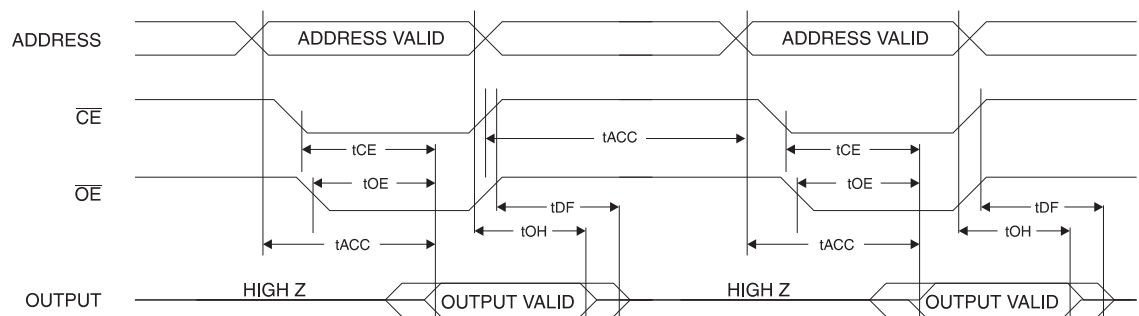 ADDRESS ADDRESS VALID ADDRESS VALID
CE
tACC
tCE tCE
OE tOE tOE
tDF tDF
tACC tOH tACC tOH
HIGH Z HIGH Z
OUTPUT OUTPUT VALID OUTPUT VALID